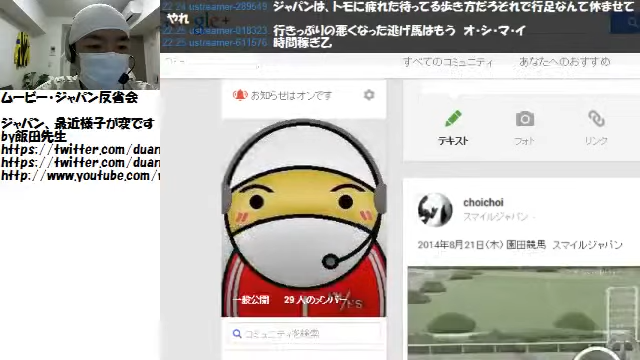 22:24 ustreamer-289549 ジャパンは、トモに疲れた待ってる歩き方だろそれで行足なんて休ませて
やれ
ustreamer-018323 行きっぷりの悪くなった逃げ馬はもう オ・シ・マ・イ
22:25 ustreamer-611576 時間稼ぎ乙
すべてのコミュニティ あなたへのおすすめ
ムービー・ジャパン反省会
ジャパン、最近様子が変です
by飯田先生
https://twitter.com/duan
https://twitter.com/duan
http://www.youtube.com/
お知らせはオンです
テキスト フォト リンク
choichoi
スマイルジャパン
2014年8月21日(木) 園田競馬 スマイルジャパン
一般公開 29 人のメンバー
コミュニティを検索